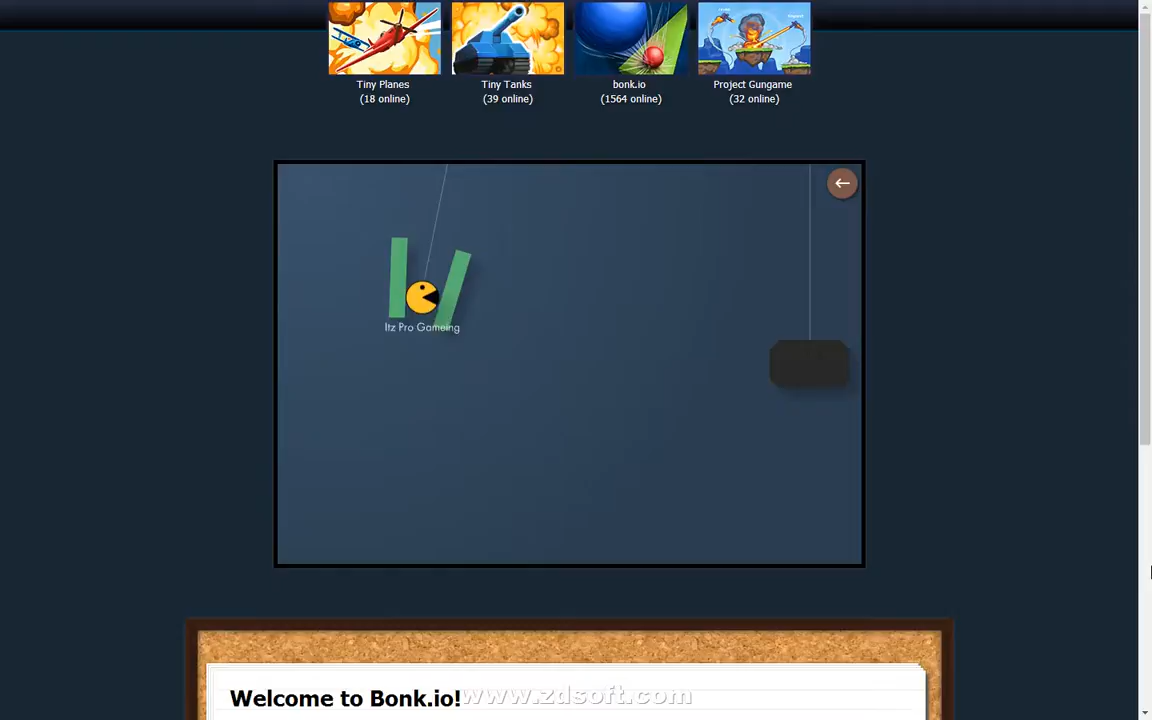 Tiny Planes
(18 online)
Tiny Tanks
(39 online)
bonk.io
(1564 online)
Project Gungame
(32 online)
Itz Pro Gameing
Welcome to Bonk.io!
www.zdsoft.com